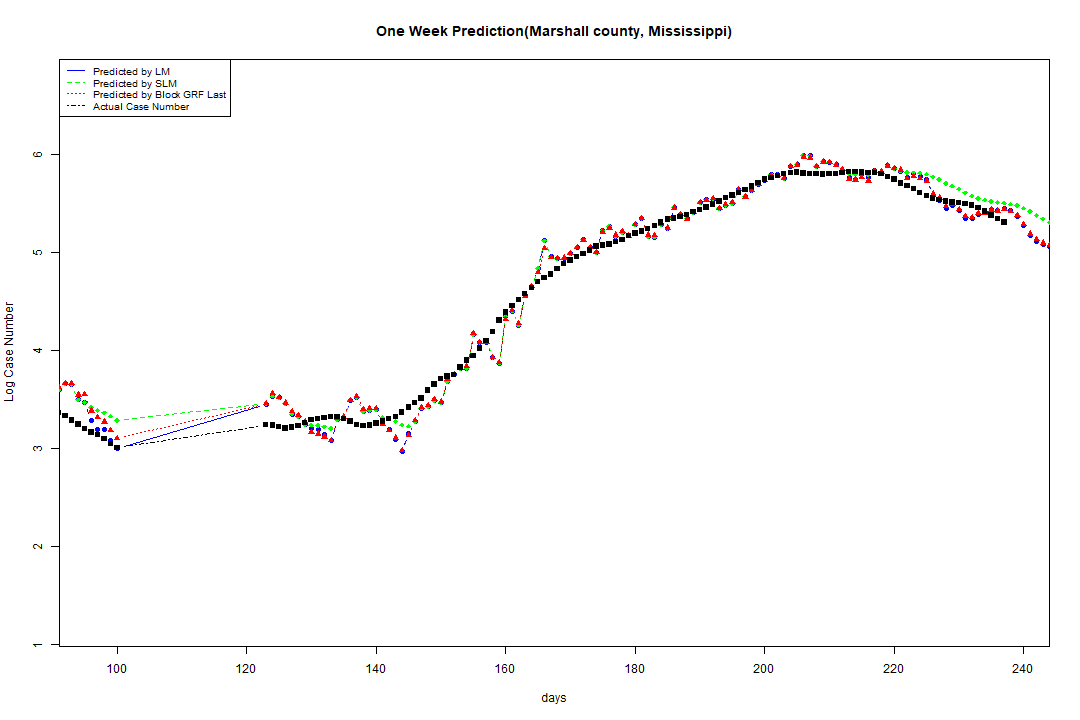 One Week Prediction(Marshall county, Mississippi)
Predicted by LM
Predicted by SLM
Predicted by Block GRF Last
Actual Case Number
6
5
4
3
2
1
Log Case Number
100 120 140 160 180 200 220 240
days